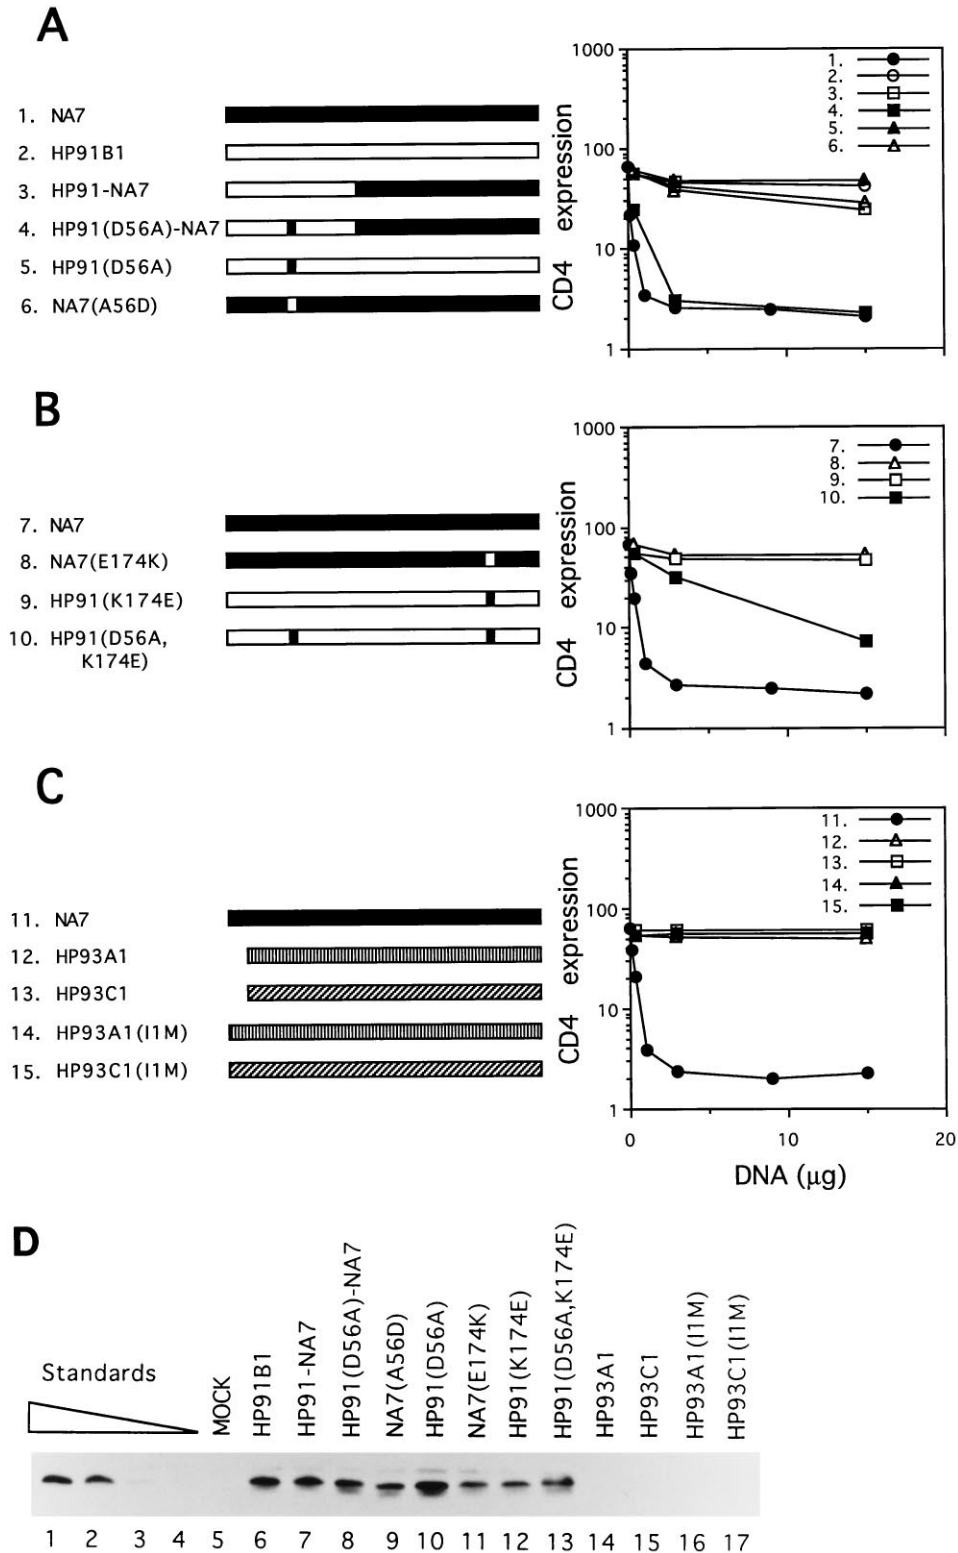 A
1. NA7
2. HP91B1
3. HP91-NA7
4. HP91(D56A)-NA7
5. HP91(D56A)
6. NA7(A56D)
CD4 expression
1000
100
10
1
1.
2.
3.
4.
5.
6.
B
7. NA7
8. NA7(E174K)
9. HP91(K174E)
10. HP91(D56A,
K174E)
CD4 expression
1000
100
10
1
7.
8.
9.
10.
C
11. NA7
12. HP93A1
13. HP93C1
14. HP93A1(I1M)
15. HP93C1(I1M)
CD4 expression
1000
100
10
1
11.
12.
13.
14.
15.
0 10 20
DNA (µg)
D
Standards
MOCK
HP91B1
HP91-NA7
HP91(D56A)-NA7
NA7(A56D)
HP91(D56A)
NA7(E174K)
HP91(K174E)
HP91(D56A,K174E)
HP93A1
HP93C1
HP93A1(I1M)
HP93C1(I1M)
1 2 3 4 5 6 7 8 9 10 11 12 13 14 15 16 17